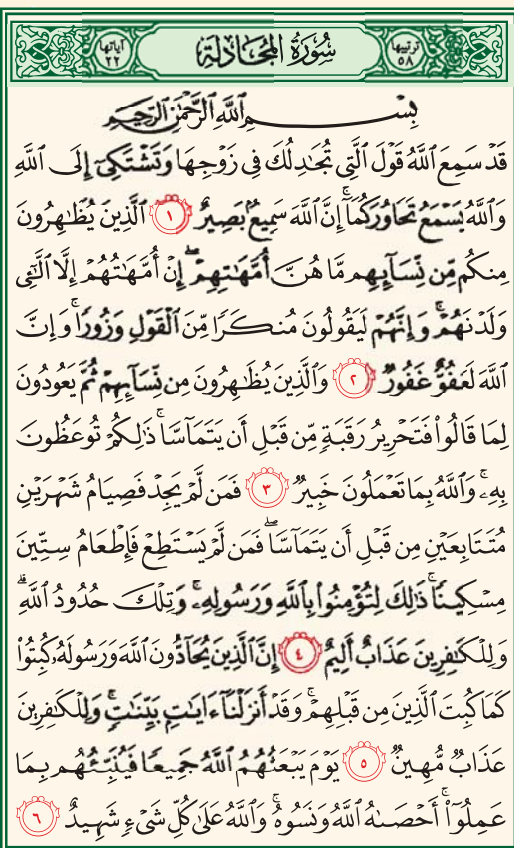 ترتيبها ٥٨ سُورَةُ المُجَادلَة آياتها ٢٢
بِسْمِ ٱللَّهِ ٱلرَّحْمَٰنِ ٱلرَّحِيمِ
قَدْ سَمِعَ ٱللَّهُ قَوْلَ ٱلَّتِي تُجَٰدِلُكَ فِي زَوْجِهَا وَتَشْتَكِيٓ إِلَى ٱللَّهِ
وَٱللَّهُ يَسْمَعُ تَحَاوُرَكُمَآۚ إِنَّ ٱللَّهَ سَمِيعُۢ بَصِيرٌ ١ ٱلَّذِينَ يُظَٰهِرُونَ
مِنكُم مِّن نِّسَآئِهِم مَّا هُنَّ أُمَّهَٰتِهِمْۖ إِنْ أُمَّهَٰتُهُمْ إِلَّا ٱلَّٰٓـِٔي
وَلَدْنَهُمْۚ وَإِنَّهُمْ لَيَقُولُونَ مُنكَرًا مِّنَ ٱلْقَوْلِ وَزُورًاۚ وَإِنَّ
ٱللَّهَ لَعَفُوٌّ غَفُورٌ ٢ وَٱلَّذِينَ يُظَٰهِرُونَ مِن نِّسَآئِهِمْ ثُمَّ يَعُودُونَ
لِمَا قَالُوا۟ فَتَحْرِيرُ رَقَبَةٍ مِّن قَبْلِ أَن يَتَمَآسَّاۚ ذَٰلِكُمْ تُوعَظُونَ
بِهِۦۚ وَٱللَّهُ بِمَا تَعْمَلُونَ خَبِيرٌ ٣ فَمَن لَّمْ يَجِدْ فَصِيَامُ شَهْرَيْنِ
مُتَتَابِعَيْنِ مِن قَبْلِ أَن يَتَمَآسَّاۖ فَمَن لَّمْ يَسْتَطِعْ فَإِطْعَامُ سِتِّينَ
مِسْكِينًاۚ ذَٰلِكَ لِتُؤْمِنُوا۟ بِٱللَّهِ وَرَسُولِهِۦۚ وَتِلْكَ حُدُودُ ٱللَّهِۗ
وَلِلْكَٰفِرِينَ عَذَابٌ أَلِيمٌ ٤ إِنَّ ٱلَّذِينَ يُحَآدُّونَ ٱللَّهَ وَرَسُولَهُۥ كُبِتُوا۟
كَمَا كُبِتَ ٱلَّذِينَ مِن قَبْلِهِمْۚ وَقَدْ أَنزَلْنَآ ءَايَٰتٍۭ بَيِّنَٰتٍۚ وَلِلْكَٰفِرِينَ
عَذَابٌ مُّهِينٌ ٥ يَوْمَ يَبْعَثُهُمُ ٱللَّهُ جَمِيعًا فَيُنَبِّئُهُم بِمَا
عَمِلُوٓا۟ۚ أَحْصَىٰهُ ٱللَّهُ وَنَسُوهُۚ وَٱللَّهُ عَلَىٰ كُلِّ شَيْءٍ شَهِيدٌ ٦